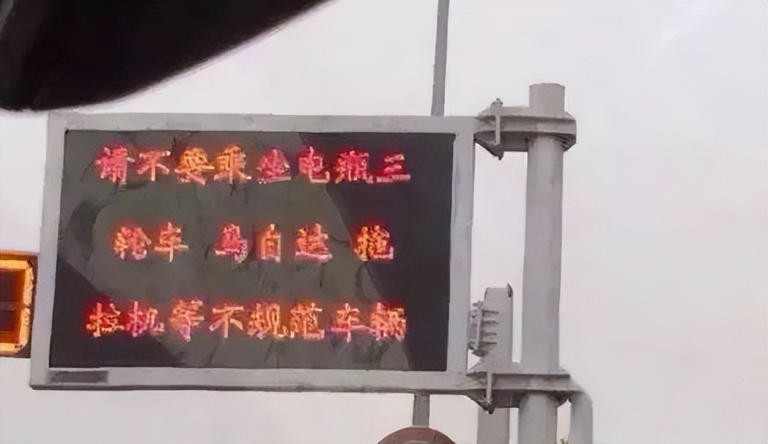 请不要乘坐电瓶三
轮车 马自达 拖
拉机等不规范车辆